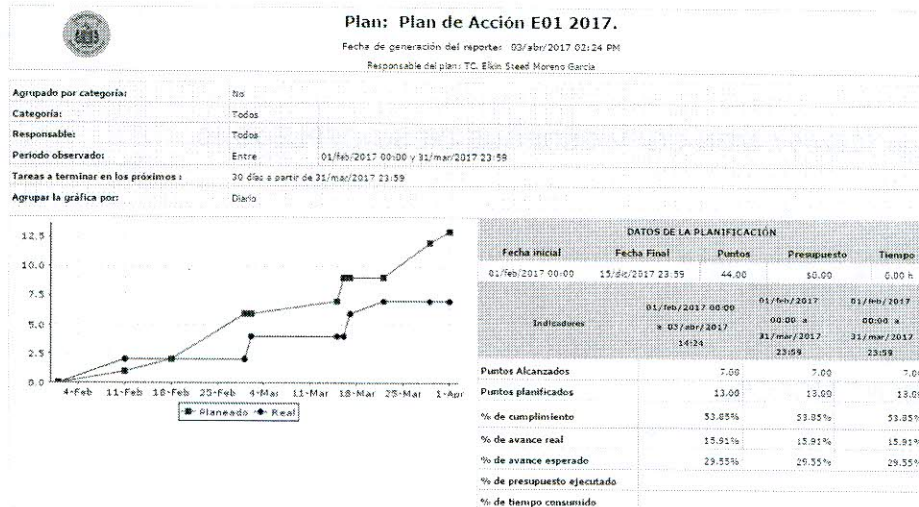 Plan: Plan de Acción E01 2017.
Fecha de generación del reporte: 03/abr/2017 02:24 PM
Responsable del plan: TC. Elkin Steed Moreno Garcia
Agrupado por categoría: No
Categoría: Todos
Responsable: Todos
Periodo observado: Entre 01/feb/2017 00:00 y 31/mar/2017 23:59
Tareas a terminar en los próximos : 30 días a partir de 31/mar/2017 23:59
Agrupar la gráfica por: Diario
12.5
10.0
7.5
5.0
2.5
0.0
4-Feb 11-Feb 18-Feb 25-Feb 4-Mar 11-Mar 18-Mar 25-Mar 1-Apr
Planeado Real
DATOS DE LA PLANIFICACIÓN
Fecha inicial Fecha Final Puntos Presupuesto Tiempo
01/feb/2017 00:00 15/dic/2017 23:59 44.00 $0.00 0.00 h
Indicadores 01/feb/2017 00:00 a 03/abr/2017 14:24 01/feb/2017 00:00 a 31/mar/2017 23:59 01/feb/2017 00:00 a 31/mar/2017 23:59
Puntos Alcanzados 7.00 7.00 7.00
Puntos planificados 13.00 13.00 13.00
% de cumplimiento 53.85% 53.85% 53.85%
% de avance real 15.91% 15.91% 15.91%
% de avance esperado 29.55% 29.55% 29.55%
% de presupuesto ejecutado
% de tiempo consumido